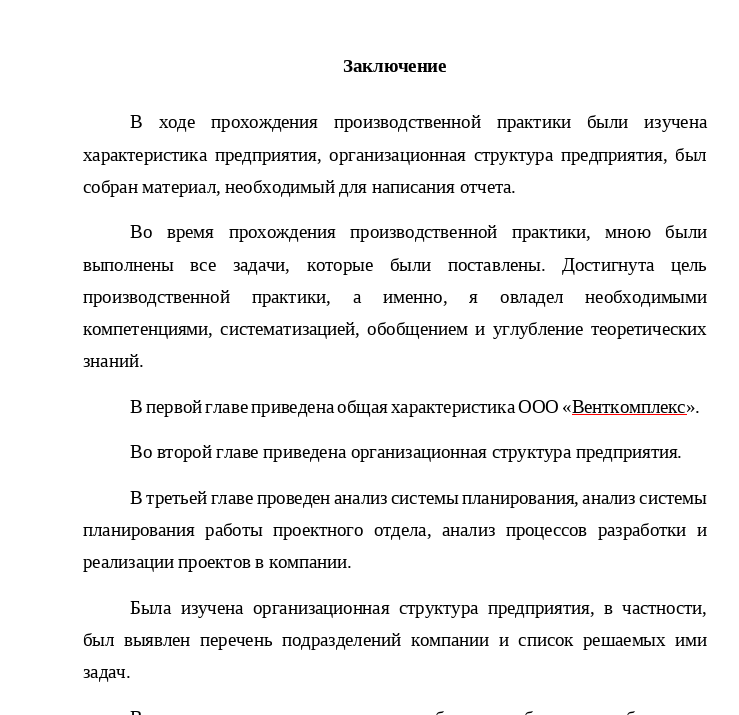 Заключение
В ходе прохождения производственной практики были изучена
характеристика предприятия, организационная структура предприятия, был
собран материал, необходимый для написания отчета.
Во время прохождения производственной практики, мною были
выполнены все задачи, которые были поставлены. Достигнута цель
производственной практики, а именно, я овладел необходимыми
компетенциями, систематизацией, обобщением и углубление теоретических
знаний.
В первой главе приведена общая характеристика ООО «Венткомплекс».
Во второй главе приведена организационная структура предприятия.
В третьей главе проведен анализ системы планирования, анализ системы
планирования работы проектного отдела, анализ процессов разработки и
реализации проектов в компании.
Была изучена организационная структура предприятия, в частности,
был выявлен перечень подразделений компании и список решаемых ими
задач.